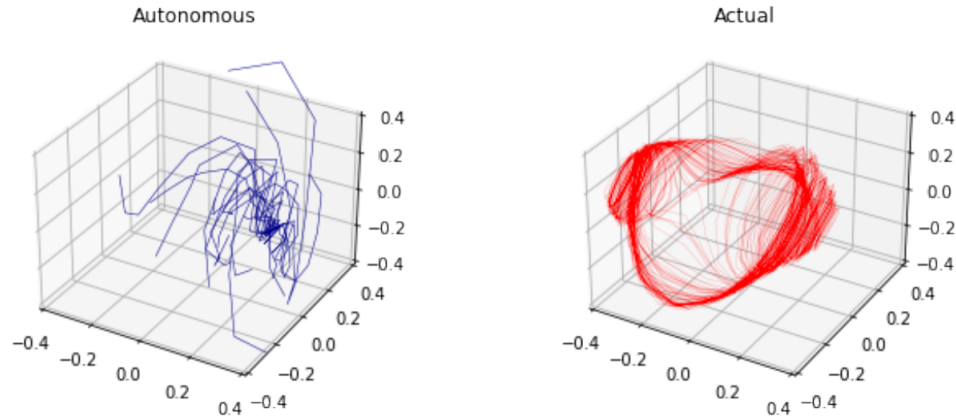 Autonomous Actual
0.4 0.4
0.2 0.2
0.0 0.0
−0.2 −0.2
−0.4 −0.4
−0.4 0.4 −0.4 0.4
−0.2 0.2 −0.2 0.2
0.0 0.0 0.0 0.0
0.2 −0.2 0.2 −0.2
0.4 −0.4 0.4 −0.4